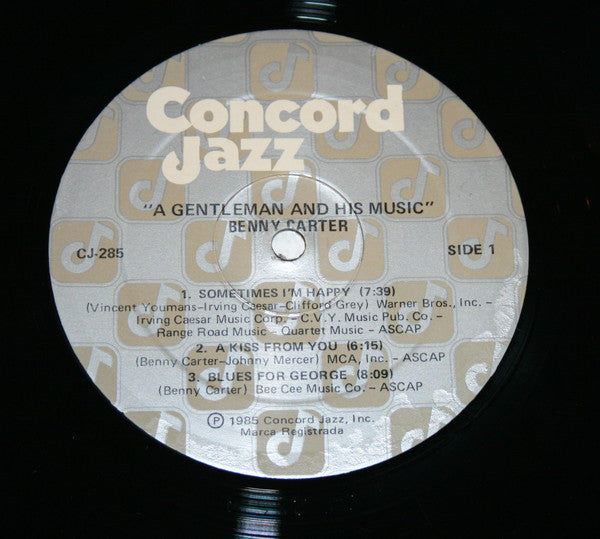 Concord
Jazz
"A GENTLEMAN AND HIS MUSIC"
BENNY CARTER
CJ-285 SIDE 1
1. SOMETIMES I'M HAPPY (7:39)
(Vincent Youmans-Irving Caesar-Clifford Grey) Warner Bros., Inc. –
Irving Caesar Music Corp. – C.V.Y. Music Pub. Co. –
Range Road Music – Quartet Music – ASCAP
2. A KISS FROM YOU (6:15)
(Benny Carter-Johnny Mercer) MCA, Inc. – ASCAP
3. BLUES FOR GEORGE (8:09)
(Benny Carter) Bee Cee Music Co. – ASCAP
Ⓟ 1985 Concord Jazz, Inc.
Marca Registrada